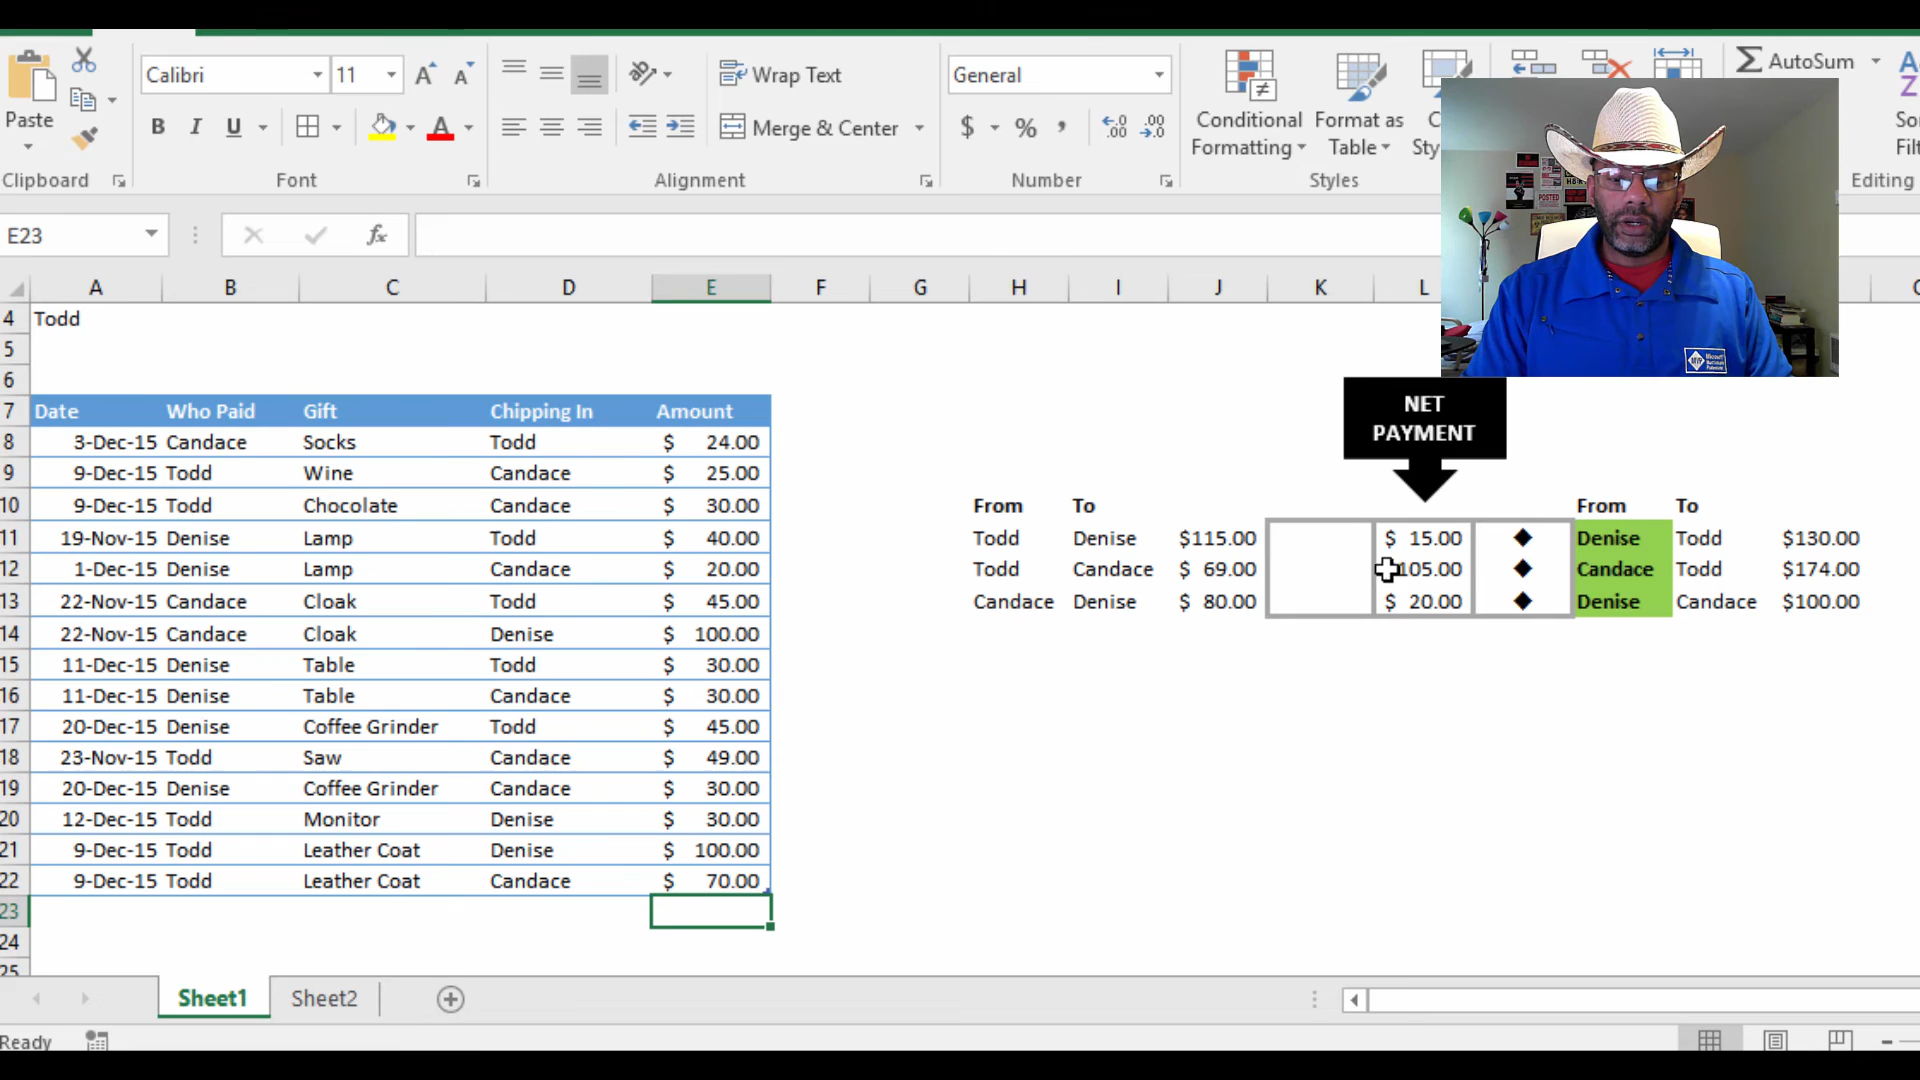 Calibri 11 Wrap Text General AutoSum
Paste B I U Merge & Center $ % Conditional Formatting Format as Table
Clipboard Font Alignment Number Styles Editing
E23 fx
A B C D E F G H I J K L
4 Todd
5
6
7 Date Who Paid Gift Chipping In Amount
NET
PAYMENT
8 3-Dec-15 Candace Socks Todd $ 24.00
9 9-Dec-15 Todd Wine Candace $ 25.00
10 9-Dec-15 Todd Chocolate Candace $ 30.00 From To From To
11 19-Nov-15 Denise Lamp Todd $ 40.00 Todd Denise $115.00 $ 15.00 ◆ Denise Todd $130.00
12 1-Dec-15 Denise Lamp Candace $ 20.00 Todd Candace $ 69.00 105.00 ◆ Candace Todd $174.00
13 22-Nov-15 Candace Cloak Todd $ 45.00 Candace Denise $ 80.00 $ 20.00 ◆ Denise Candace $100.00
14 22-Nov-15 Candace Cloak Denise $ 100.00
15 11-Dec-15 Denise Table Todd $ 30.00
16 11-Dec-15 Denise Table Candace $ 30.00
17 20-Dec-15 Denise Coffee Grinder Todd $ 45.00
18 23-Nov-15 Todd Saw Candace $ 49.00
19 20-Dec-15 Denise Coffee Grinder Candace $ 30.00
20 12-Dec-15 Todd Monitor Denise $ 30.00
21 9-Dec-15 Todd Leather Coat Denise $ 100.00
22 9-Dec-15 Todd Leather Coat Candace $ 70.00
23
24
25
Sheet1 Sheet2
Ready